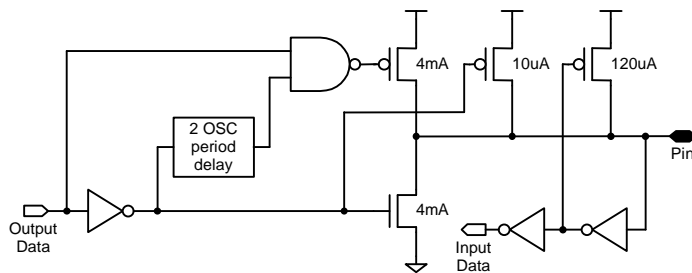 4mA
10uA
120uA
2 OSC
period
delay
Pin
Output
Data
4mA
Input
Data